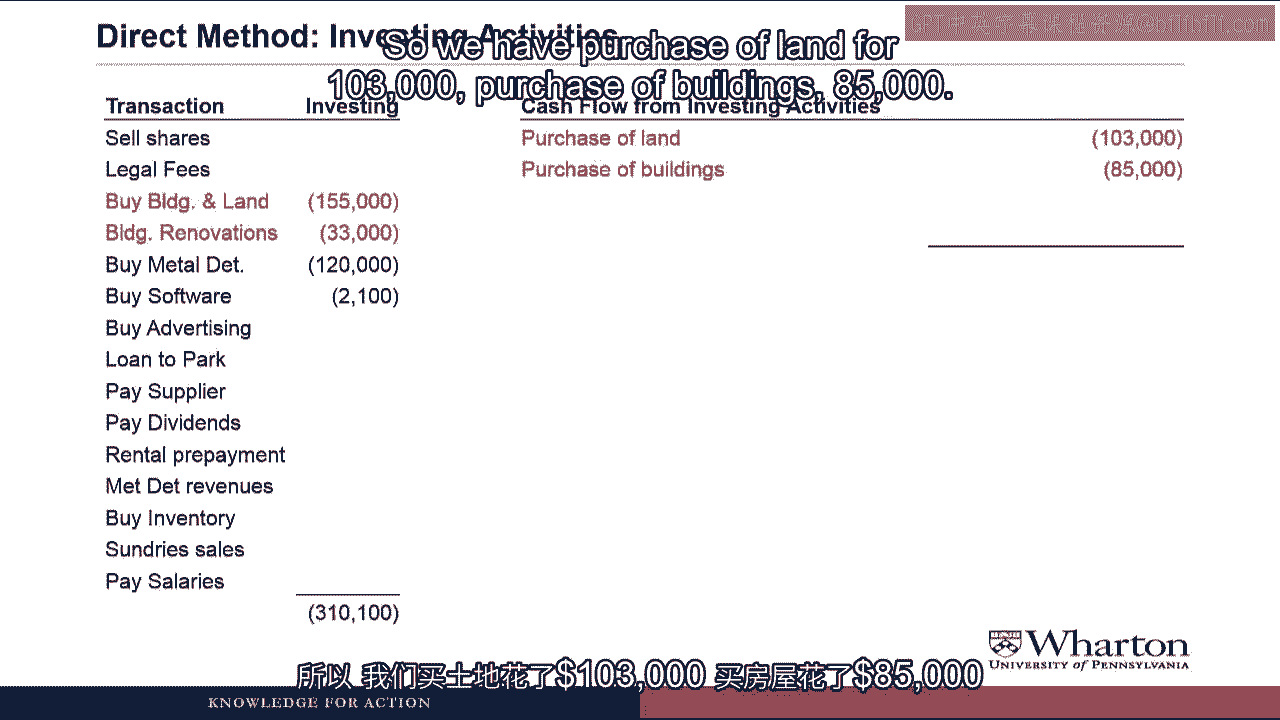 Direct Method: Investing Activities
So we have purchase of land for
103,000, purchase of buildings, 85,000.
Transaction Investing
Sell shares
Legal Fees
Buy Bldg. & Land (155,000)
Bldg. Renovations (33,000)
Buy Metal Det. (120,000)
Buy Software (2,100)
Buy Advertising
Loan to Park
Pay Supplier
Pay Dividends
Rental prepayment
Met Det revenues
Buy Inventory
Sundries sales
Pay Salaries
(310,100)
Cash Flow from Investing Activities
Purchase of land (103,000)
Purchase of buildings (85,000)
Wharton
UNIVERSITY of PENNSYLVANIA
所以 我们买土地花了$103,000 买房屋花了$85,000
KNOWLEDGE FOR ACTION